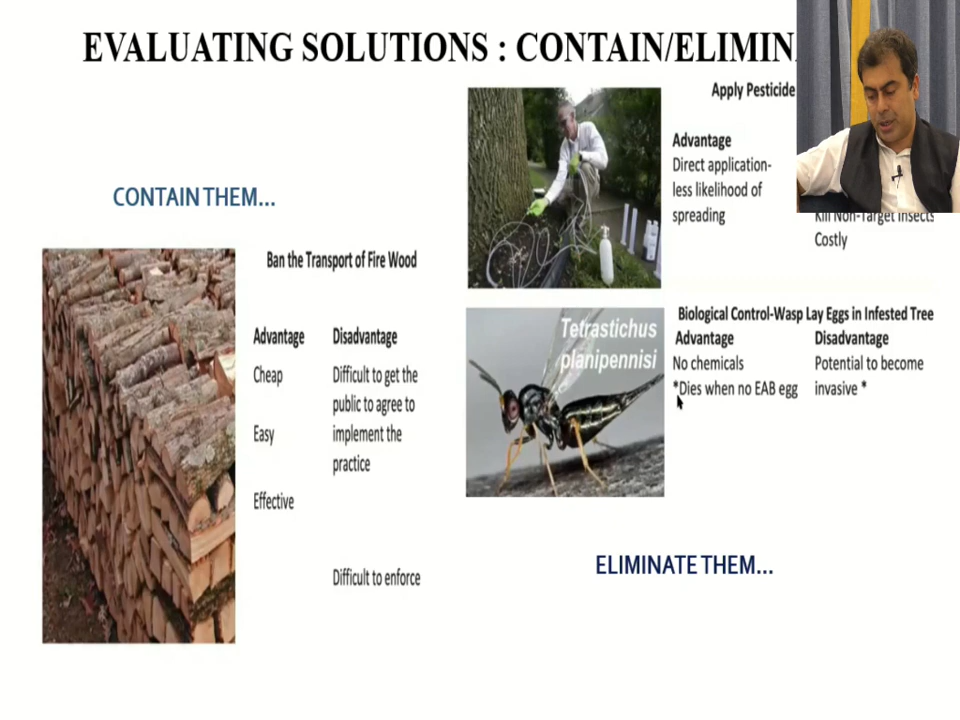 EVALUATING SOLUTIONS : CONTAIN/ELIMIN
CONTAIN THEM...
Ban the Transport of Fire Wood
Advantage Disadvantage
Cheap Difficult to get the
public to agree to
Easy implement the
practice
Effective
Difficult to enforce
Apply Pesticide
Advantage
Direct application-
less likelihood of
spreading
Kill Non-Target Insects
Costly
Tetrastichus
planipennisi
Biological Control-Wasp Lay Eggs in Infested Tree
Advantage Disadvantage
No chemicals Potential to become
*Dies when no EAB egg invasive *
ELIMINATE THEM...